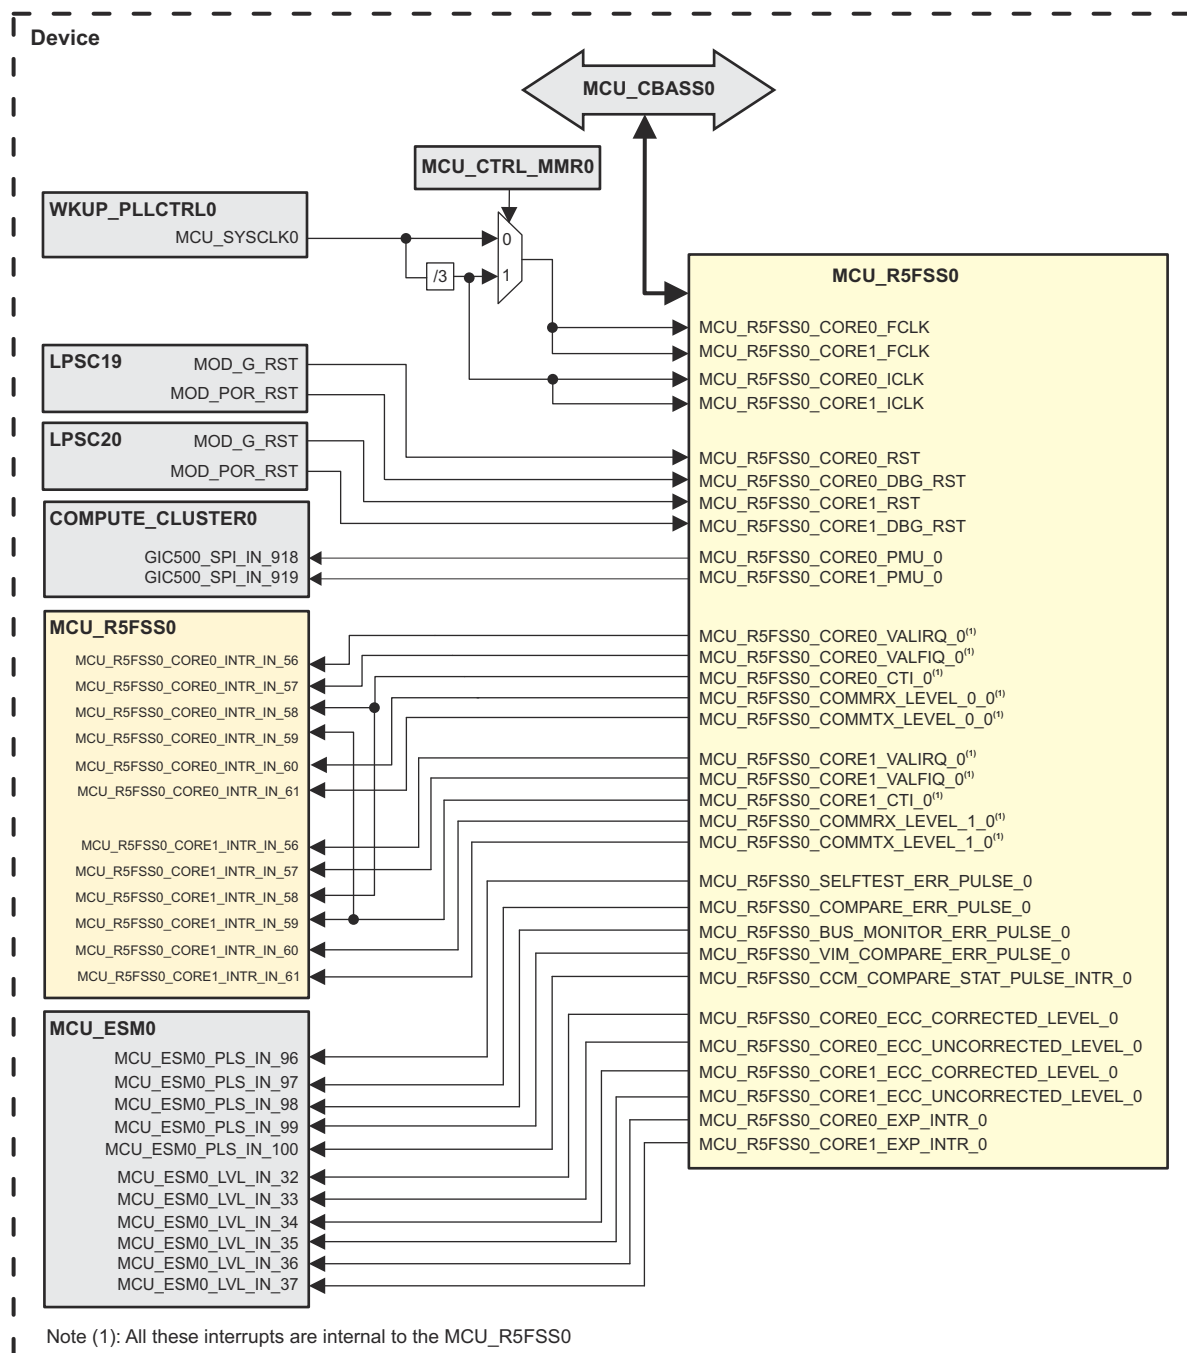 Device
MCU_CBASS0
MCU_CTRL_MMR0
WKUP_PLLCTRL0
MCU_SYSCLK0
0
/3
1
LPSC19
MOD_G_RST
MOD_POR_RST
LPSC20
MOD_G_RST
MOD_POR_RST
COMPUTE_CLUSTER0
GIC500_SPI_IN_918
GIC500_SPI_IN_919
MCU_R5FSS0
MCU_R5FSS0_CORE0_INTR_IN_56
MCU_R5FSS0_CORE0_INTR_IN_57
MCU_R5FSS0_CORE0_INTR_IN_58
MCU_R5FSS0_CORE0_INTR_IN_59
MCU_R5FSS0_CORE0_INTR_IN_60
MCU_R5FSS0_CORE0_INTR_IN_61
MCU_R5FSS0_CORE1_INTR_IN_56
MCU_R5FSS0_CORE1_INTR_IN_57
MCU_R5FSS0_CORE1_INTR_IN_58
MCU_R5FSS0_CORE1_INTR_IN_59
MCU_R5FSS0_CORE1_INTR_IN_60
MCU_R5FSS0_CORE1_INTR_IN_61
MCU_ESM0
MCU_ESM0_PLS_IN_96
MCU_ESM0_PLS_IN_97
MCU_ESM0_PLS_IN_98
MCU_ESM0_PLS_IN_99
MCU_ESM0_PLS_IN_100
MCU_ESM0_LVL_IN_32
MCU_ESM0_LVL_IN_33
MCU_ESM0_LVL_IN_34
MCU_ESM0_LVL_IN_35
MCU_ESM0_LVL_IN_36
MCU_ESM0_LVL_IN_37
MCU_R5FSS0
MCU_R5FSS0_CORE0_FCLK
MCU_R5FSS0_CORE1_FCLK
MCU_R5FSS0_CORE0_ICLK
MCU_R5FSS0_CORE1_ICLK
MCU_R5FSS0_CORE0_RST
MCU_R5FSS0_CORE0_DBG_RST
MCU_R5FSS0_CORE1_RST
MCU_R5FSS0_CORE1_DBG_RST
MCU_R5FSS0_CORE0_PMU_0
MCU_R5FSS0_CORE1_PMU_0
MCU_R5FSS0_CORE0_VALIRQ_0(1)
MCU_R5FSS0_CORE0_VALFIQ_0(1)
MCU_R5FSS0_CORE0_CTI_0(1)
MCU_R5FSS0_COMMRX_LEVEL_0_0(1)
MCU_R5FSS0_COMMTX_LEVEL_0_0(1)
MCU_R5FSS0_CORE1_VALIRQ_0(1)
MCU_R5FSS0_CORE1_VALFIQ_0(1)
MCU_R5FSS0_CORE1_CTI_0(1)
MCU_R5FSS0_COMMRX_LEVEL_1_0(1)
MCU_R5FSS0_COMMTX_LEVEL_1_0(1)
MCU_R5FSS0_SELFTEST_ERR_PULSE_0
MCU_R5FSS0_COMPARE_ERR_PULSE_0
MCU_R5FSS0_BUS_MONITOR_ERR_PULSE_0
MCU_R5FSS0_VIM_COMPARE_ERR_PULSE_0
MCU_R5FSS0_CCM_COMPARE_STAT_PULSE_INTR_0
MCU_R5FSS0_CORE0_ECC_CORRECTED_LEVEL_0
MCU_R5FSS0_CORE0_ECC_UNCORRECTED_LEVEL_0
MCU_R5FSS0_CORE1_ECC_CORRECTED_LEVEL_0
MCU_R5FSS0_CORE1_ECC_UNCORRECTED_LEVEL_0
MCU_R5FSS0_CORE0_EXP_INTR_0
MCU_R5FSS0_CORE1_EXP_INTR_0
Note (1): All these interrupts are internal to the MCU_R5FSS0